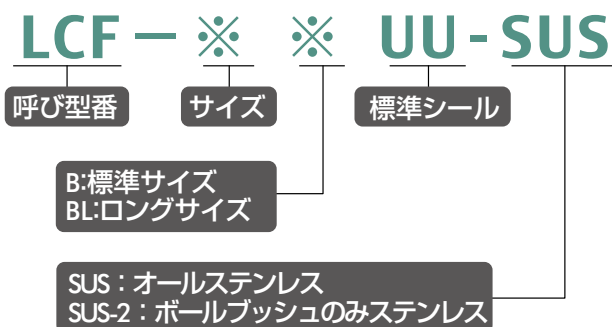 LCF－※ ※ UU-SUS
呼び型番 サイズ 標準シール
B:標準サイズ
BL:ロングサイズ
SUS：オールステンレス
SUS-2：ボールブッシュのみステンレス